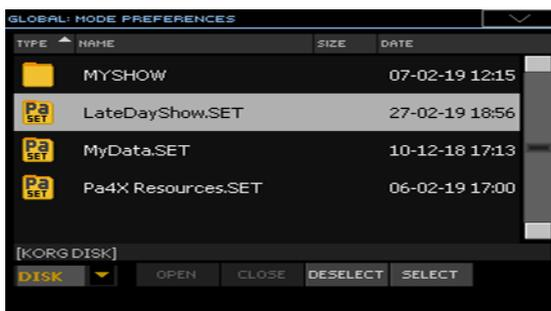 GLOBAL: MODE PREFERENCES
TYPE NAME SIZE DATE
MYSHOW 07-02-19 12:15
Pa SET LateDayShow.SET 27-02-19 18:56
Pa SET MyData.SET 10-12-18 17:13
Pa SET Pa4X Resources.SET 06-02-19 17:00
[KORG DISK]
DISK OPEN CLOSE DESELECT SELECT